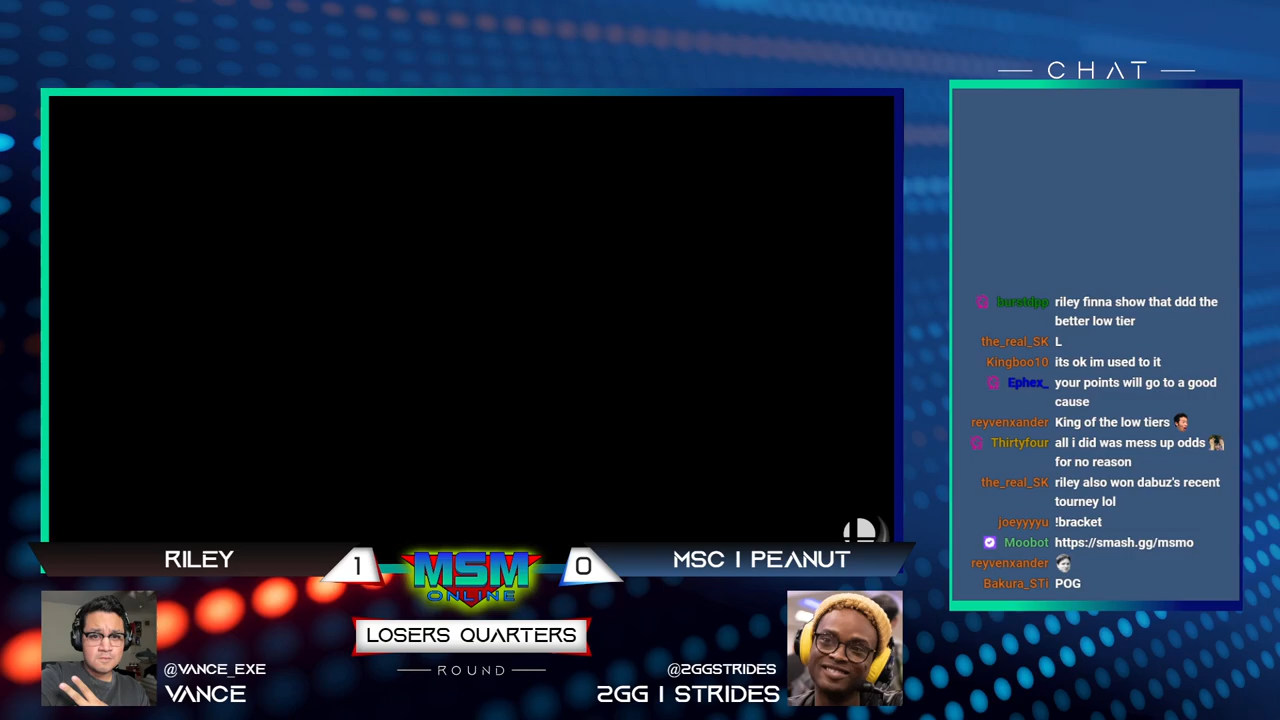 CHAT
burstdpp riley finna show that ddd the
better low tier
the_real_SK L
Kingboo10 its ok im used to it
Ephex_ your points will go to a good
cause
reyvenxander King of the low tiers
Thirtyfour all i did was mess up odds
for no reason
the_real_SK riley also won dabuz's recent
tourney lol
joeyyyyu !bracket
Moobot https://smash.gg/msmo
reyvenxander
Bakura_STi POG
RILEY 1 MSM 0 MSC | PEANUT
ONLINE
LOSERS QUARTERS
ROUND
@VANCE_EXE
VANCE
@2GGSTRIDES
2GG | STRIDES